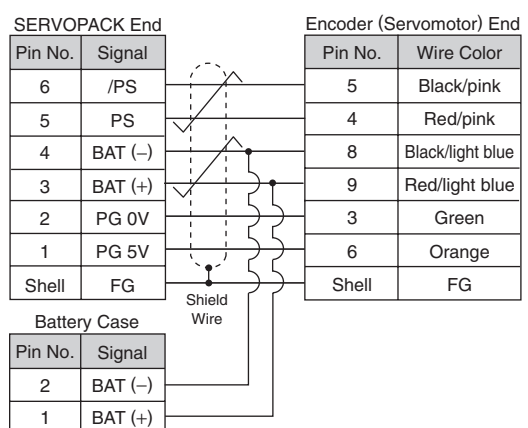 SERVOPACK End
Encoder (Servomotor) End
Pin No. Signal
Pin No. Wire Color
6 /PS
5 Black/pink
5 PS
4 Red/pink
4 BAT (−)
8 Black/light blue
3 BAT (+)
9 Red/light blue
2 PG 0V
3 Green
1 PG 5V
6 Orange
Shell FG
Shell FG
Shield
Wire
Battery Case
Pin No. Signal
2 BAT (−)
1 BAT (+)